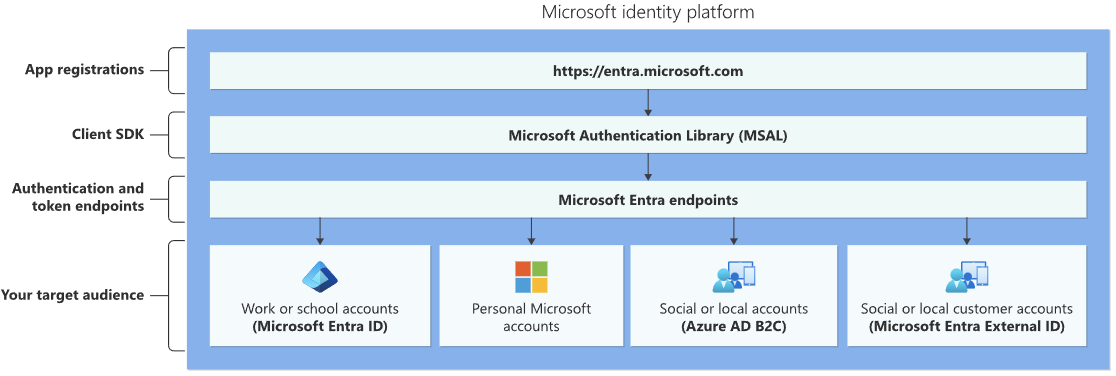 Microsoft identity platform
App registrations
https://entra.microsoft.com
Client SDK
Microsoft Authentication Library (MSAL)
Authentication and
token endpoints
Microsoft Entra endpoints
Your target audience
Work or school accounts
(Microsoft Entra ID)
Personal Microsoft
accounts
Social or local accounts
(Azure AD B2C)
Social or local customer accounts
(Microsoft Entra External ID)